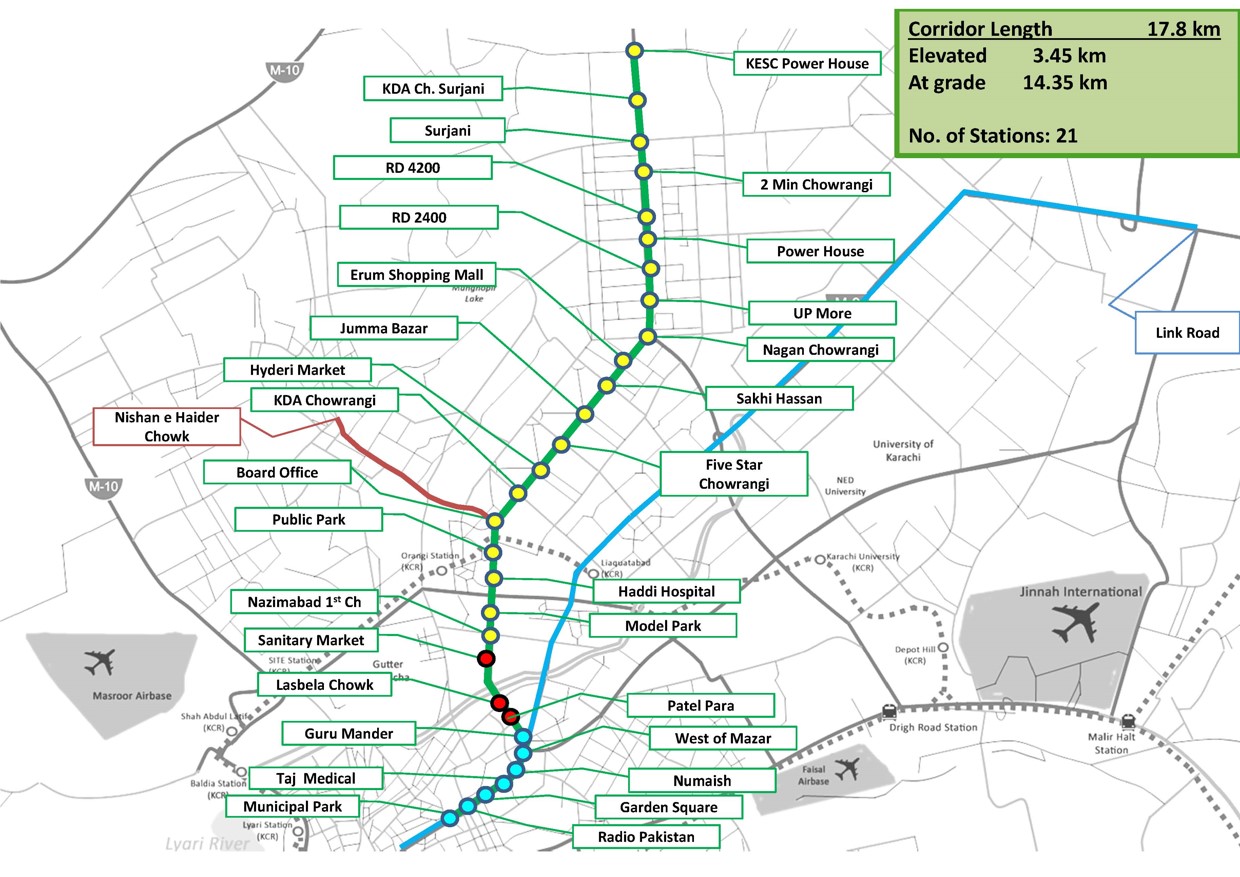 Corridor Length 17.8 km
Elevated 3.45 km
At grade 14.35 km
No. of Stations: 21
M-10
KESC Power House
KDA Ch. Surjani
Surjani
RD 4200
2 Min Chowrangi
RD 2400
Power House
Erum Shopping Mall
Manghopir
Lake
UP More
Jumma Bazar
Link Road
Nagan Chowrangi
Hyderi Market
KDA Chowrangi
Sakhi Hassan
Nishan e Haider
Chowk
Five Star
Chowrangi
University of
Karachi
Board Office
M-10
NED
University
Public Park
Orangi Station
(KCR)
Liaquatabad
(KCR)
Karachi University
(KCR)
Haddi Hospital
Jinnah International
Nazimabad 1st Ch
Model Park
Sanitary Market
SITE Station
(KCR)
Gutter
Depot Hill
(KCR)
Masroor Airbase
Lasbela Chowk
Patel Para
Shah Abdul Latif
(KCR)
Guru Mander
West of Mazar
Drigh Road Station
Malir Halt
Station
Taj Medical
Numaish
Faisal
Airbase
Baldia Station
(KCR)
Municipal Park
Garden Square
Lyari Station
(KCR)
Radio Pakistan
Lyari River